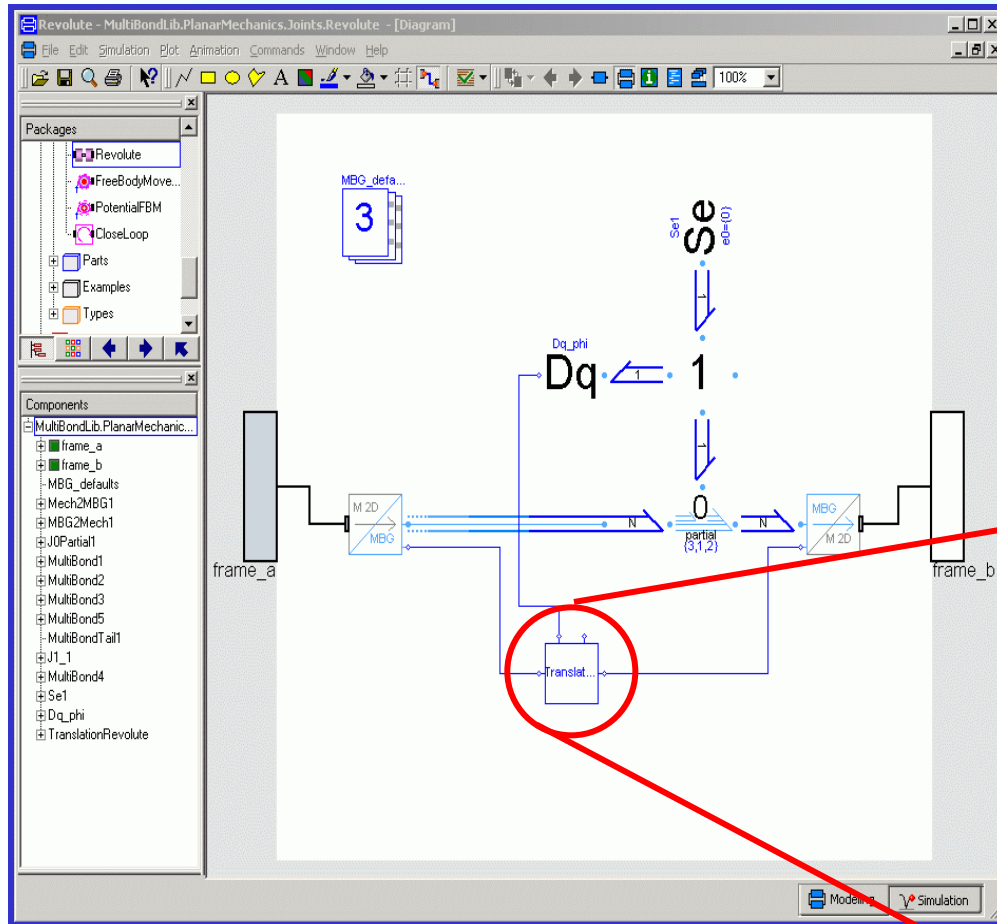 Revolute - MultiBondLib.PlanarMechanics.Joints.Revolute - [Diagram]
File Edit Simulation Plot Animation Commands Window Help
A 100%
Packages
Revolute
FreeBodyMove...
PotentialFBM
CloseLoop
Parts
Examples
Types
Components
MultiBondLib.PlanarMechanic...
frame_a
frame_b
MBG_defaults
Mech2MBG1
MBG2Mech1
J0Partial1
MultiBond1
MultiBond2
MultiBond3
MultiBond5
MultiBondTail1
J1_1
MultiBond4
Se1
Dq_phi
TranslationRevolute
MBG_defa...
3
Se1
Se
e0={0}
1
Dq_phi
Dq
1
1
1
M 2D
MBG
N
0
partial
{3,1,2}
N
MBG
M 2D
frame_a
frame_b
Translat...
Modeling
Simulation